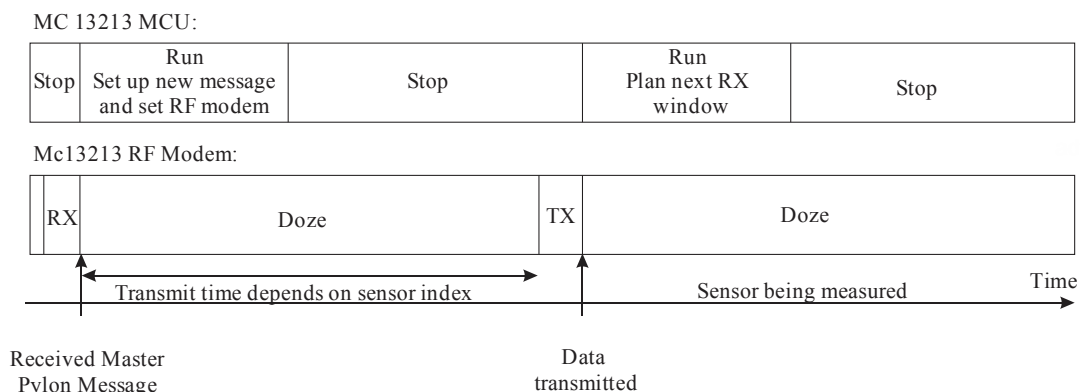 MC 13213 MCU:
Stop
Run
Set up new message
and set RF modem
Stop
Run
Plan next RX
window
Stop
Mc13213 RF Modem:
RX
Doze
TX
Doze
Transmit time depends on sensor index
Sensor being measured
Time
Received Master
Pylon Message
Data
transmitted